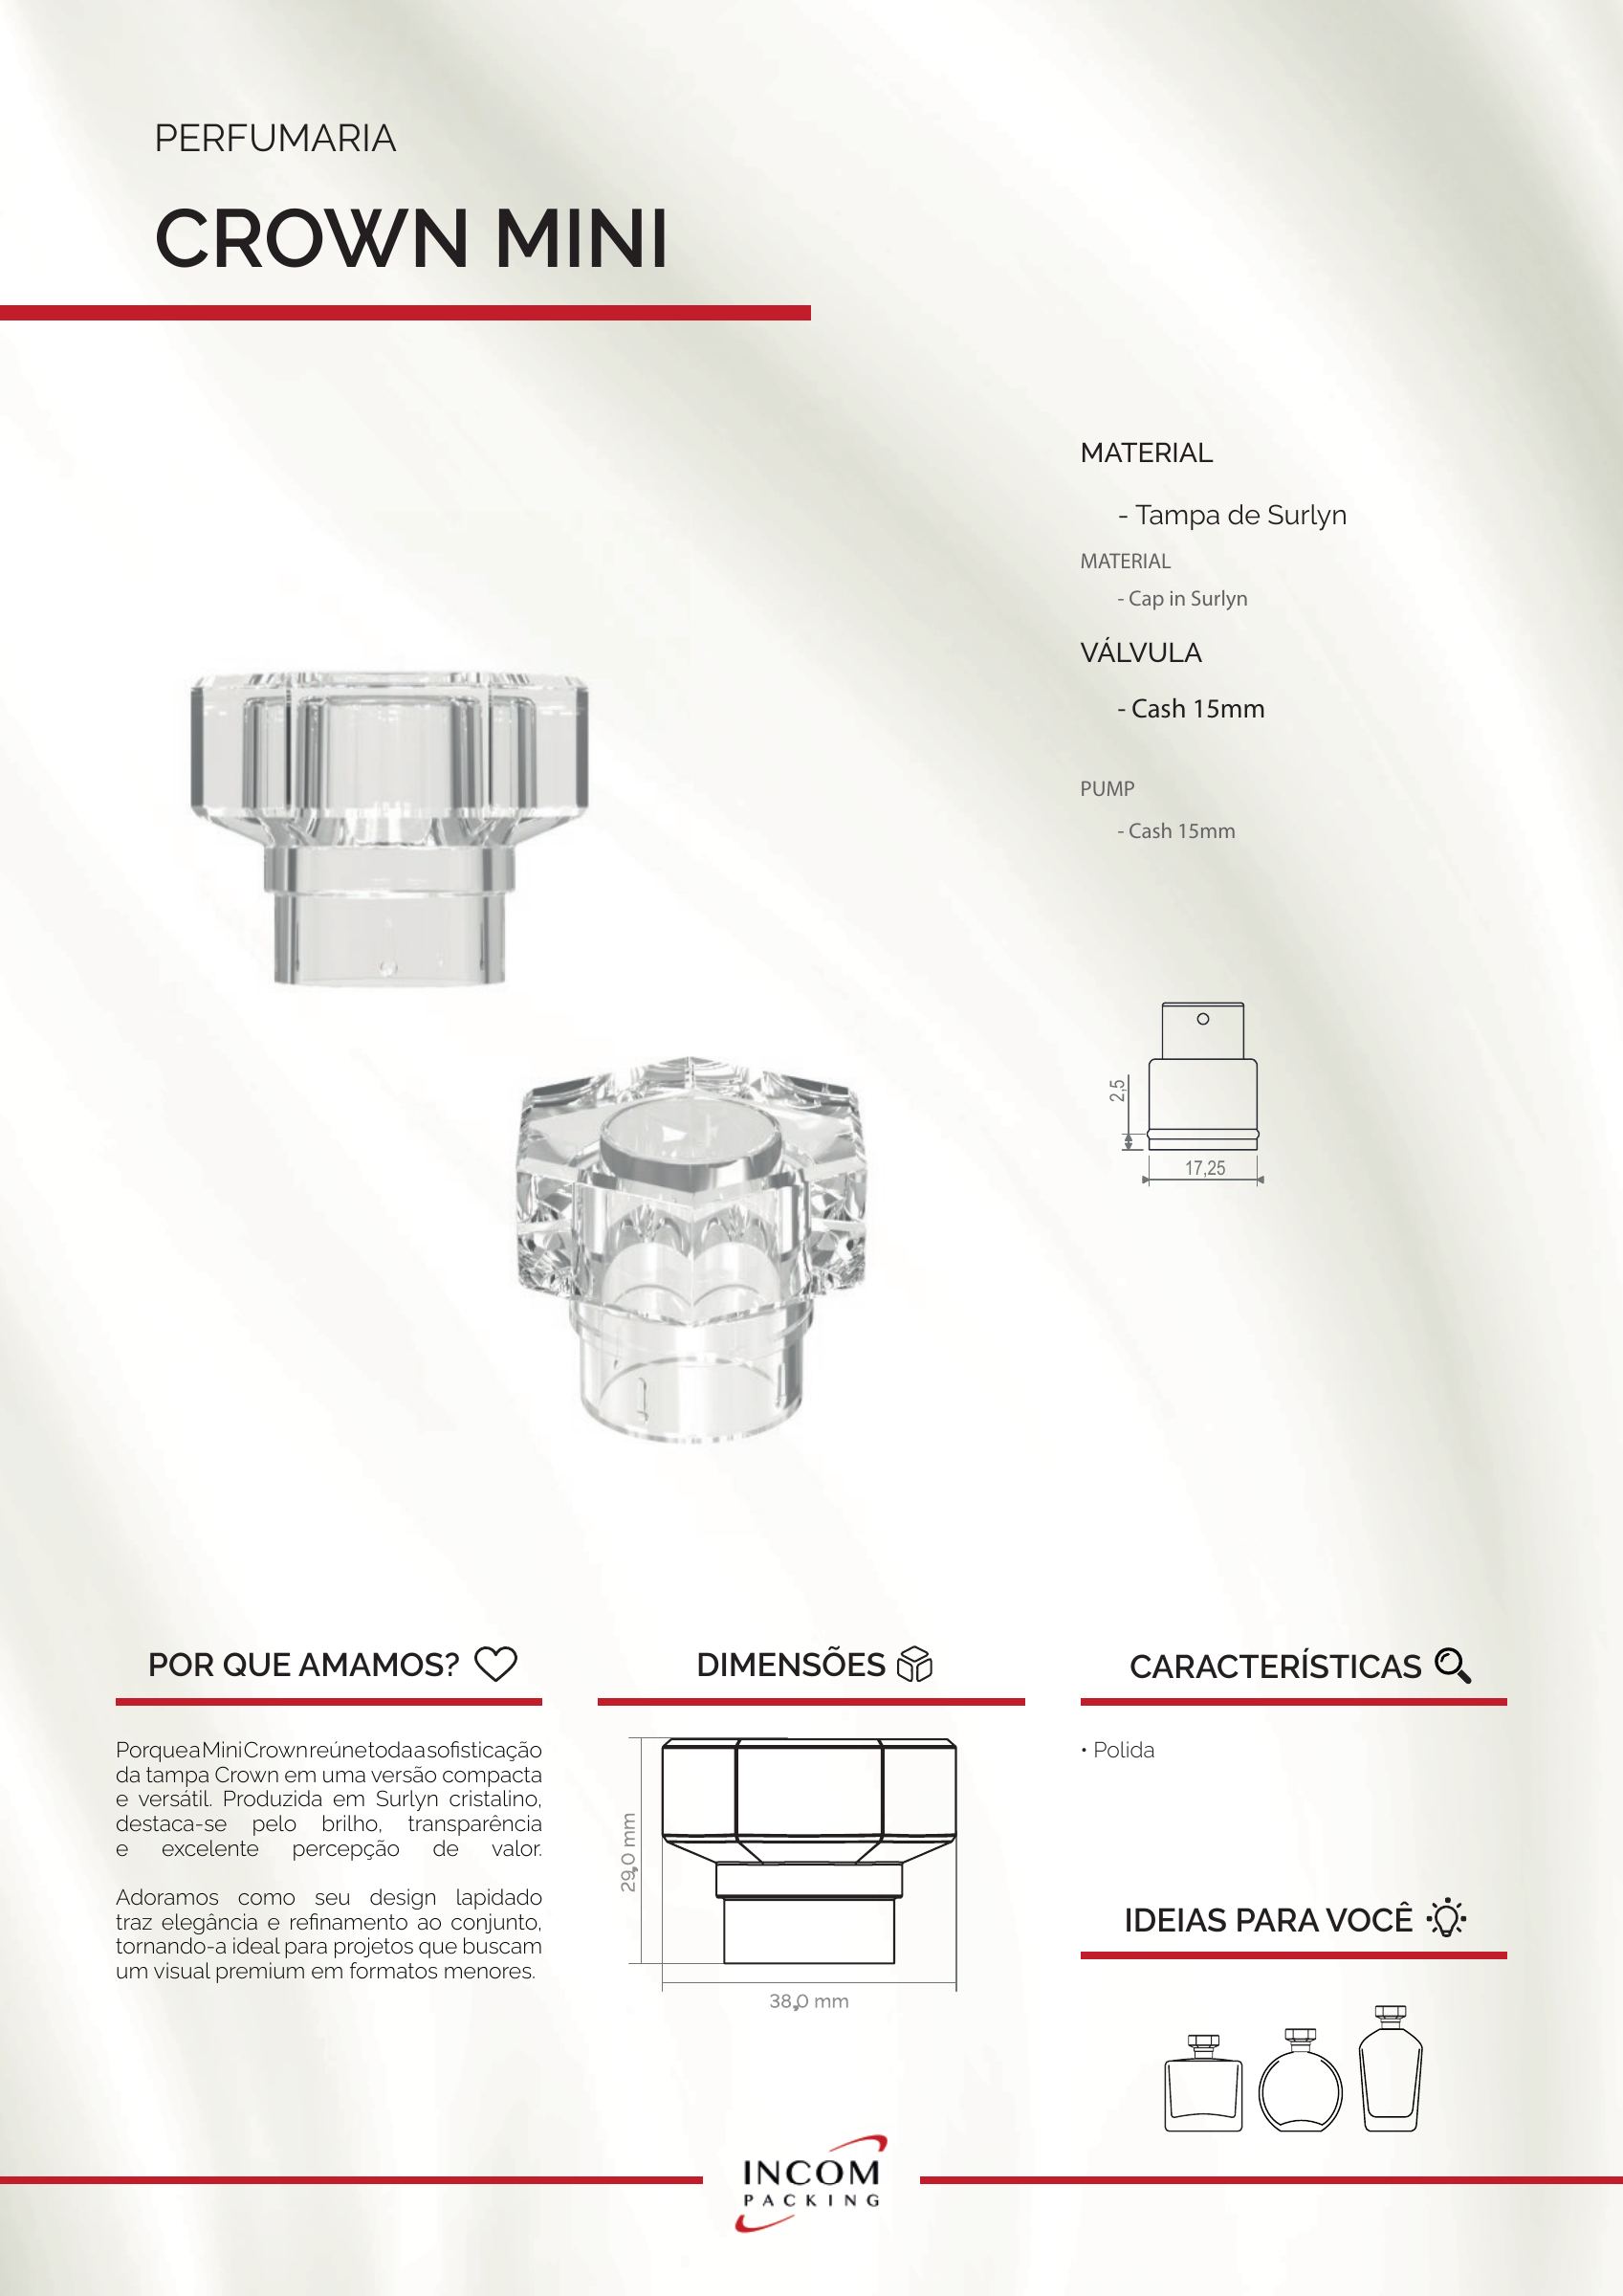 PERFUMARIA
CROWN MINI
MATERIAL
- Tampa de Surlyn
MATERIAL
- Cap in Surlyn
VÁLVULA
- Cash 15mm
PUMP
- Cash 15mm
2,5
17,25
POR QUE AMAMOS?
Porque a Mini Crown reúne toda a sofisticação
da tampa Crown em uma versão compacta
e versátil. Produzida em Surlyn cristalino,
destaca-se pelo brilho, transparência
e excelente percepção de valor.
Adoramos como seu design lapidado
traz elegância e refinamento ao conjunto,
tornando-a ideal para projetos que buscam
um visual premium em formatos menores.
DIMENSÕES
29,0 mm
38,0 mm
CARACTERÍSTICAS
• Polida
IDEIAS PARA VOCÊ
INCOM
PACKING